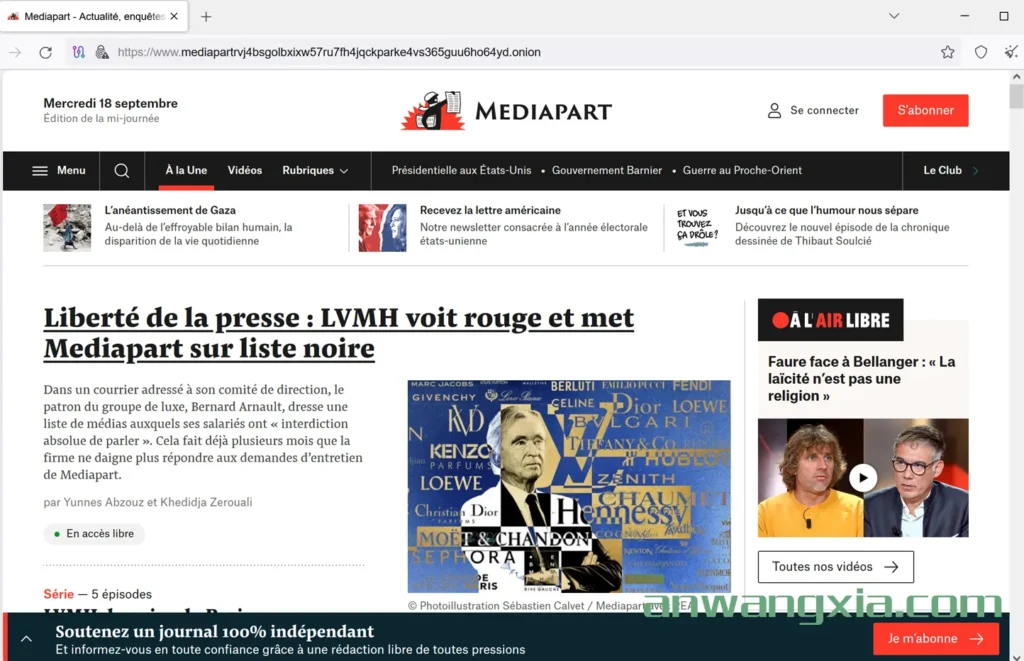 Mediapart - Actualité, enquêtes
https://www.mediapartrvj4bsgolbxixw57ru7fh4jqckparke4vs365guu6ho64yd.onion
Mercredi 18 septembre
Édition de la mi-journée
MEDIAPART
Se connecter
S'abonner
Menu
À la Une
Vidéos
Rubriques
Présidentielle aux États-Unis • Gouvernement Barnier • Guerre au Proche-Orient
Le Club
L'anéantissement de Gaza
Au-delà de l'effroyable bilan humain, la
disparition de la vie quotidienne
Recevez la lettre américaine
Notre newsletter consacrée à l'année électorale
états-unienne
ET VOUS
TROUVEZ
ÇA DRÔLE?
Jusqu'à ce que l'humour nous sépare
Découvrez le nouvel épisode de la chronique
dessinée de Thibaut Soulcié
Liberté de la presse : LVMH voit rouge et met
Mediapart sur liste noire
Dans un courrier adressé à son comité de direction, le
patron du groupe de luxe, Bernard Arnault, dresse une
liste de médias auxquels ses salariés ont « interdiction
absolue de parler ». Cela fait déjà plusieurs mois que la
firme ne daigne plus répondre aux demandes d'entretien
de Mediapart.
par Yunnes Abzouz et Khedidja Zerouali
En accès libre
MARC JACOBS
BERLUTI EMILIO PUCCI FENDI
GIVENCHY
Loro Piana
CELINE Dior LOEWE
BVLGARI
KENZO
PARFUMS
TIFFANY & CO.
HUBLOT
LOEWE
ZENITH
CHAUMET
Christian Dior
Hennessy
MOËT & CHANDON
SEPHORA
RIVE GAUCHE
© Photoillustration Sébastien Calvet / Mediapart
Série — 5 épisodes
À L'AIR LIBRE
Faure face à Bellanger : « La
laïcité n'est pas une
religion »
Toutes nos vidéos
anwangxia.com
Soutenez un journal 100% indépendant
Et informez-vous en toute confiance grâce à une rédaction libre de toutes pressions
Je m'abonne